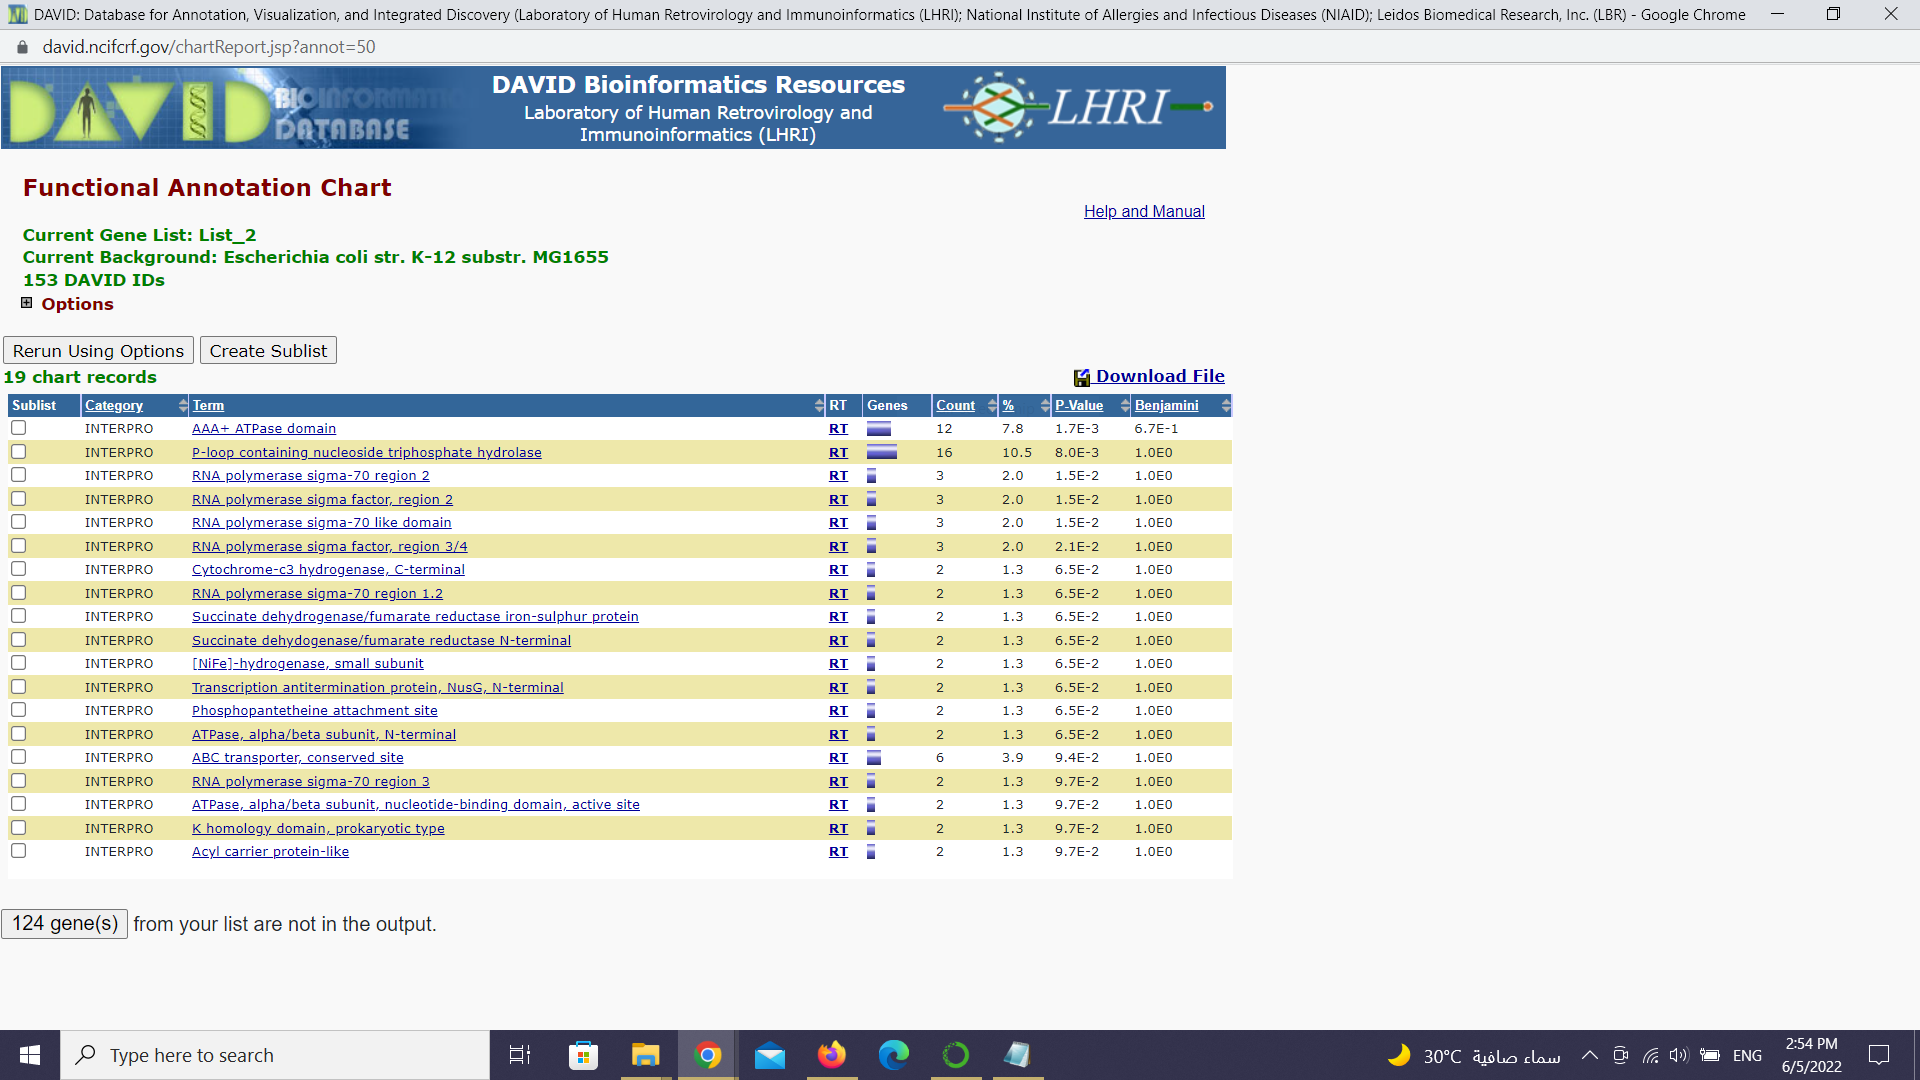 DAVID: Database for Annotation, Visualization, and Integrated Discovery (Laboratory of Human Retrovirology and Immunoinformatics (LHRI); National Institute of Allergies and Infectious Diseases (NIAID); Leidos Biomedical Research, Inc. (LBR) - Google Chrome
david.ncifcrf.gov/chartReport.jsp?annot=50
DAVID BIOINFORMATICS DATABASE
DAVID Bioinformatics Resources
Laboratory of Human Retrovirology and
Immunoinformatics (LHRI)
LHRI
Functional Annotation Chart
Help and Manual
Current Gene List: List_2
Current Background: Escherichia coli str. K-12 substr. MG1655
153 DAVID IDs
Options
Rerun Using Options Create Sublist
19 chart records Download File
Sublist Category Term RT Genes Count % P-Value Benjamini
INTERPRO AAA+ ATPase domain RT 12 7.8 1.7E-3 6.7E-1
INTERPRO P-loop containing nucleoside triphosphate hydrolase RT 16 10.5 8.0E-3 1.0E0
INTERPRO RNA polymerase sigma-70 region 2 RT 3 2.0 1.5E-2 1.0E0
INTERPRO RNA polymerase sigma factor, region 2 RT 3 2.0 1.5E-2 1.0E0
INTERPRO RNA polymerase sigma-70 like domain RT 3 2.0 1.5E-2 1.0E0
INTERPRO RNA polymerase sigma factor, region 3/4 RT 3 2.0 2.1E-2 1.0E0
INTERPRO Cytochrome-c3 hydrogenase, C-terminal RT 2 1.3 6.5E-2 1.0E0
INTERPRO RNA polymerase sigma-70 region 1.2 RT 2 1.3 6.5E-2 1.0E0
INTERPRO Succinate dehydrogenase/fumarate reductase iron-sulphur protein RT 2 1.3 6.5E-2 1.0E0
INTERPRO Succinate dehydogenase/fumarate reductase N-terminal RT 2 1.3 6.5E-2 1.0E0
INTERPRO [NiFe]-hydrogenase, small subunit RT 2 1.3 6.5E-2 1.0E0
INTERPRO Transcription antitermination protein, NusG, N-terminal RT 2 1.3 6.5E-2 1.0E0
INTERPRO Phosphopantetheine attachment site RT 2 1.3 6.5E-2 1.0E0
INTERPRO ATPase, alpha/beta subunit, N-terminal RT 2 1.3 6.5E-2 1.0E0
INTERPRO ABC transporter, conserved site RT 6 3.9 9.4E-2 1.0E0
INTERPRO RNA polymerase sigma-70 region 3 RT 2 1.3 9.7E-2 1.0E0
INTERPRO ATPase, alpha/beta subunit, nucleotide-binding domain, active site RT 2 1.3 9.7E-2 1.0E0
INTERPRO K homology domain, prokaryotic type RT 2 1.3 9.7E-2 1.0E0
INTERPRO Acyl carrier protein-like RT 2 1.3 9.7E-2 1.0E0
124 gene(s) from your list are not in the output.
Type here to search
30°C سماء صافية
ENG
2:54 PM
6/5/2022